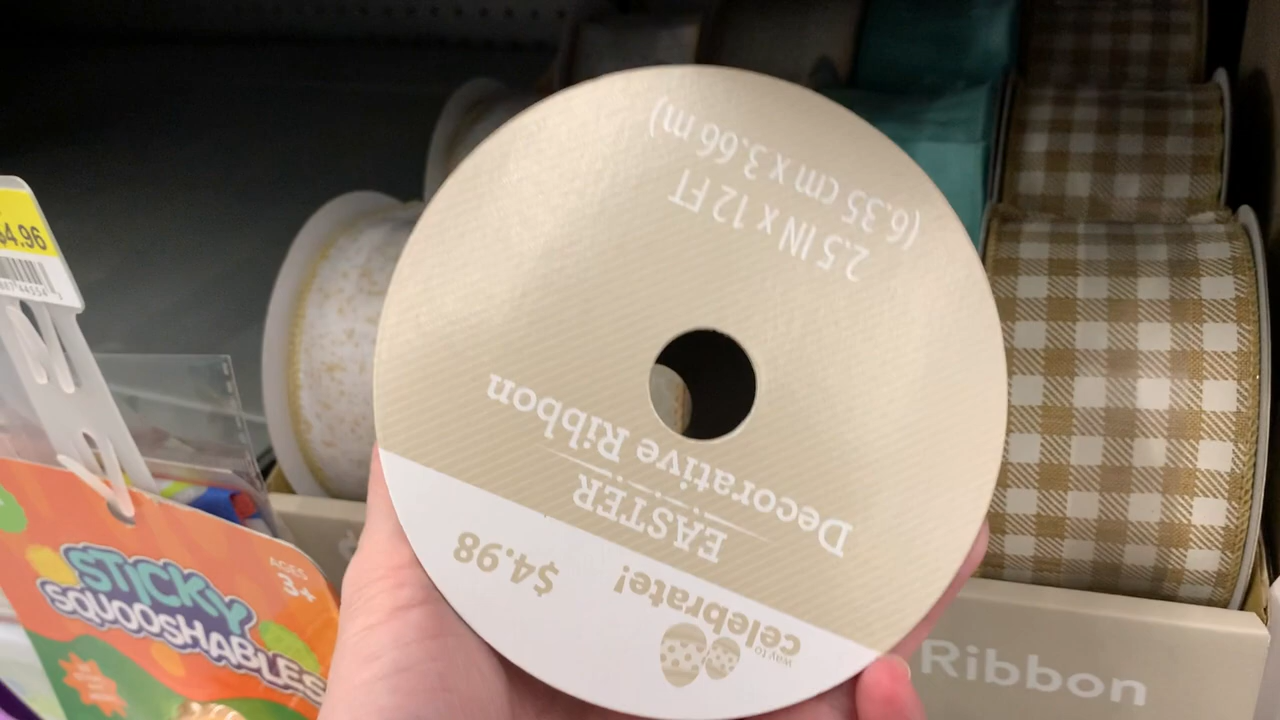 way to
celebrate!
$4.98
EASTER
Decorative Ribbon
2.5 IN x 12 FT
(6.35 cm x 3.66 m)
$4.96
STICKY
SQUOOSHABLES
AGES
3+
Ribbon